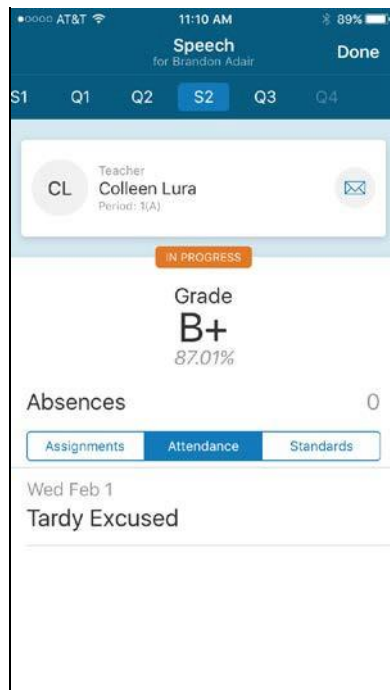 AT&T 11:10 AM 89%
Speech
for Brandon Adair
Done
S1 Q1 Q2 S2 Q3 Q4
CL
Teacher
Colleen Lura
Period: 1(A)
IN PROGRESS
Grade
B+
87.01%
Absences 0
Assignments Attendance Standards
Wed Feb 1
Tardy Excused